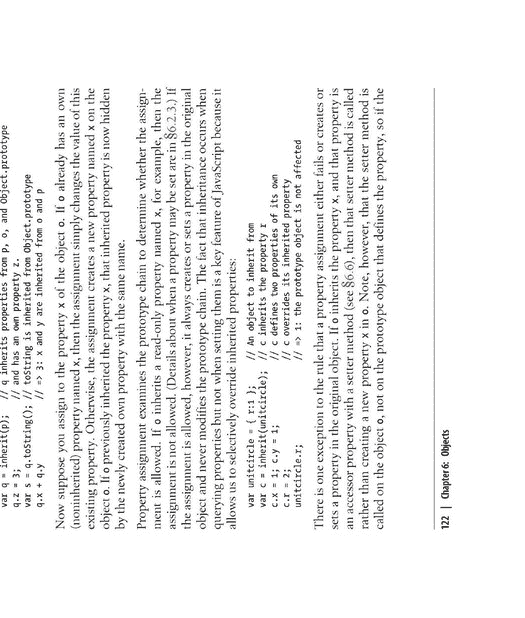 var q = inherit(p);    // q inherits properties from p, o, and Object.prototype
q.z = 3;               // and has an own property z.
var s = q.toString();  // toString is inherited from Object.prototype
q.x + q.y              // => 3: x and y are inherited from o and p
Now suppose you assign to the property x of the object o. If o already has an own
(noninherited) property named x, then the assignment simply changes the value of this
existing property. Otherwise, the assignment creates a new property named x on the
object o. If o previously inherited the property x, that inherited property is now hidden
by the newly created own property with the same name.
Property assignment examines the prototype chain to determine whether the assign-
ment is allowed. If o inherits a read-only property named x, for example, then the
assignment is not allowed. (Details about when a property may be set are in §6.2.3.) If
the assignment is allowed, however, it always creates or sets a property in the original
object and never modifies the prototype chain. The fact that inheritance occurs when
querying properties but not when setting them is a key feature of JavaScript because it
allows us to selectively override inherited properties:
var unitcircle = { r:1 };     // An object to inherit from
var c = inherit(unitcircle);  // c inherits the property r
c.x = 1; c.y = 1;             // c defines two properties of its own
c.r = 2;                      // c overrides its inherited property
unitcircle.r;                 // => 1: the prototype object is not affected
There is one exception to the rule that a property assignment either fails or creates or
sets a property in the original object. If o inherits the property x, and that property is
an accessor property with a setter method (see §6.6), then that setter method is called
rather than creating a new property x in o. Note, however, that the setter method is
called on the object o, not on the prototype object that defines the property, so if the
122 | Chapter 6: Objects